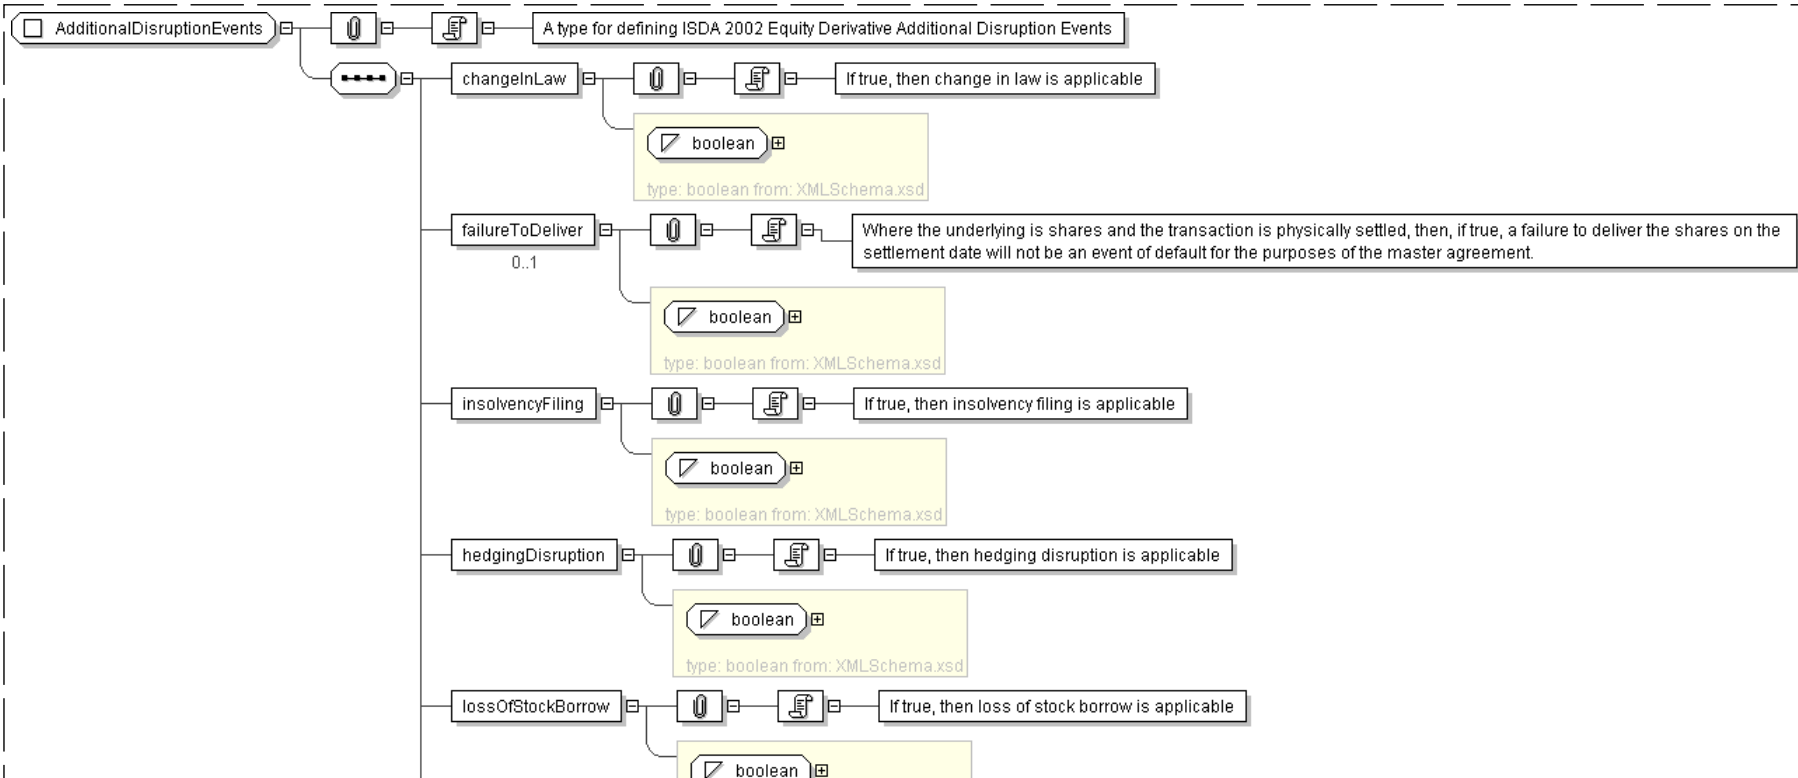 AdditionalDisruptionEvents
A type for defining ISDA 2002 Equity Derivative Additional Disruption Events
changeInLaw
If true, then change in law is applicable
boolean
type: boolean from: XMLSchema.xsd
failureToDeliver
0..1
Where the underlying is shares and the transaction is physically settled, then, if true, a failure to deliver the shares on the
settlement date will not be an event of default for the purposes of the master agreement.
boolean
type: boolean from: XMLSchema.xsd
insolvencyFiling
If true, then insolvency filing is applicable
boolean
type: boolean from: XMLSchema.xsd
hedgingDisruption
If true, then hedging disruption is applicable
boolean
type: boolean from: XMLSchema.xsd
lossOfStockBorrow
If true, then loss of stock borrow is applicable
boolean